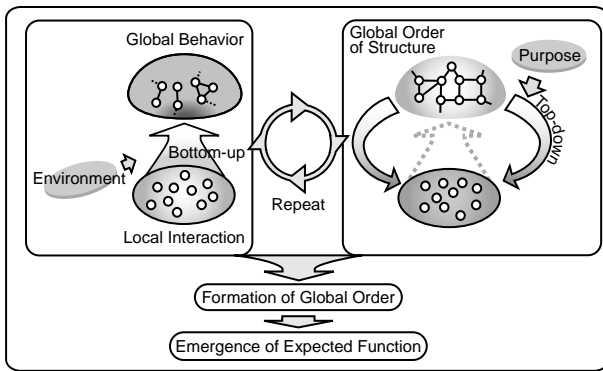 Global Behavior
Bottom-up
Environment
Local Interaction
Repeat
Global Order
of Structure
Purpose
Top-down
Formation of Global Order
Emergence of Expected Function